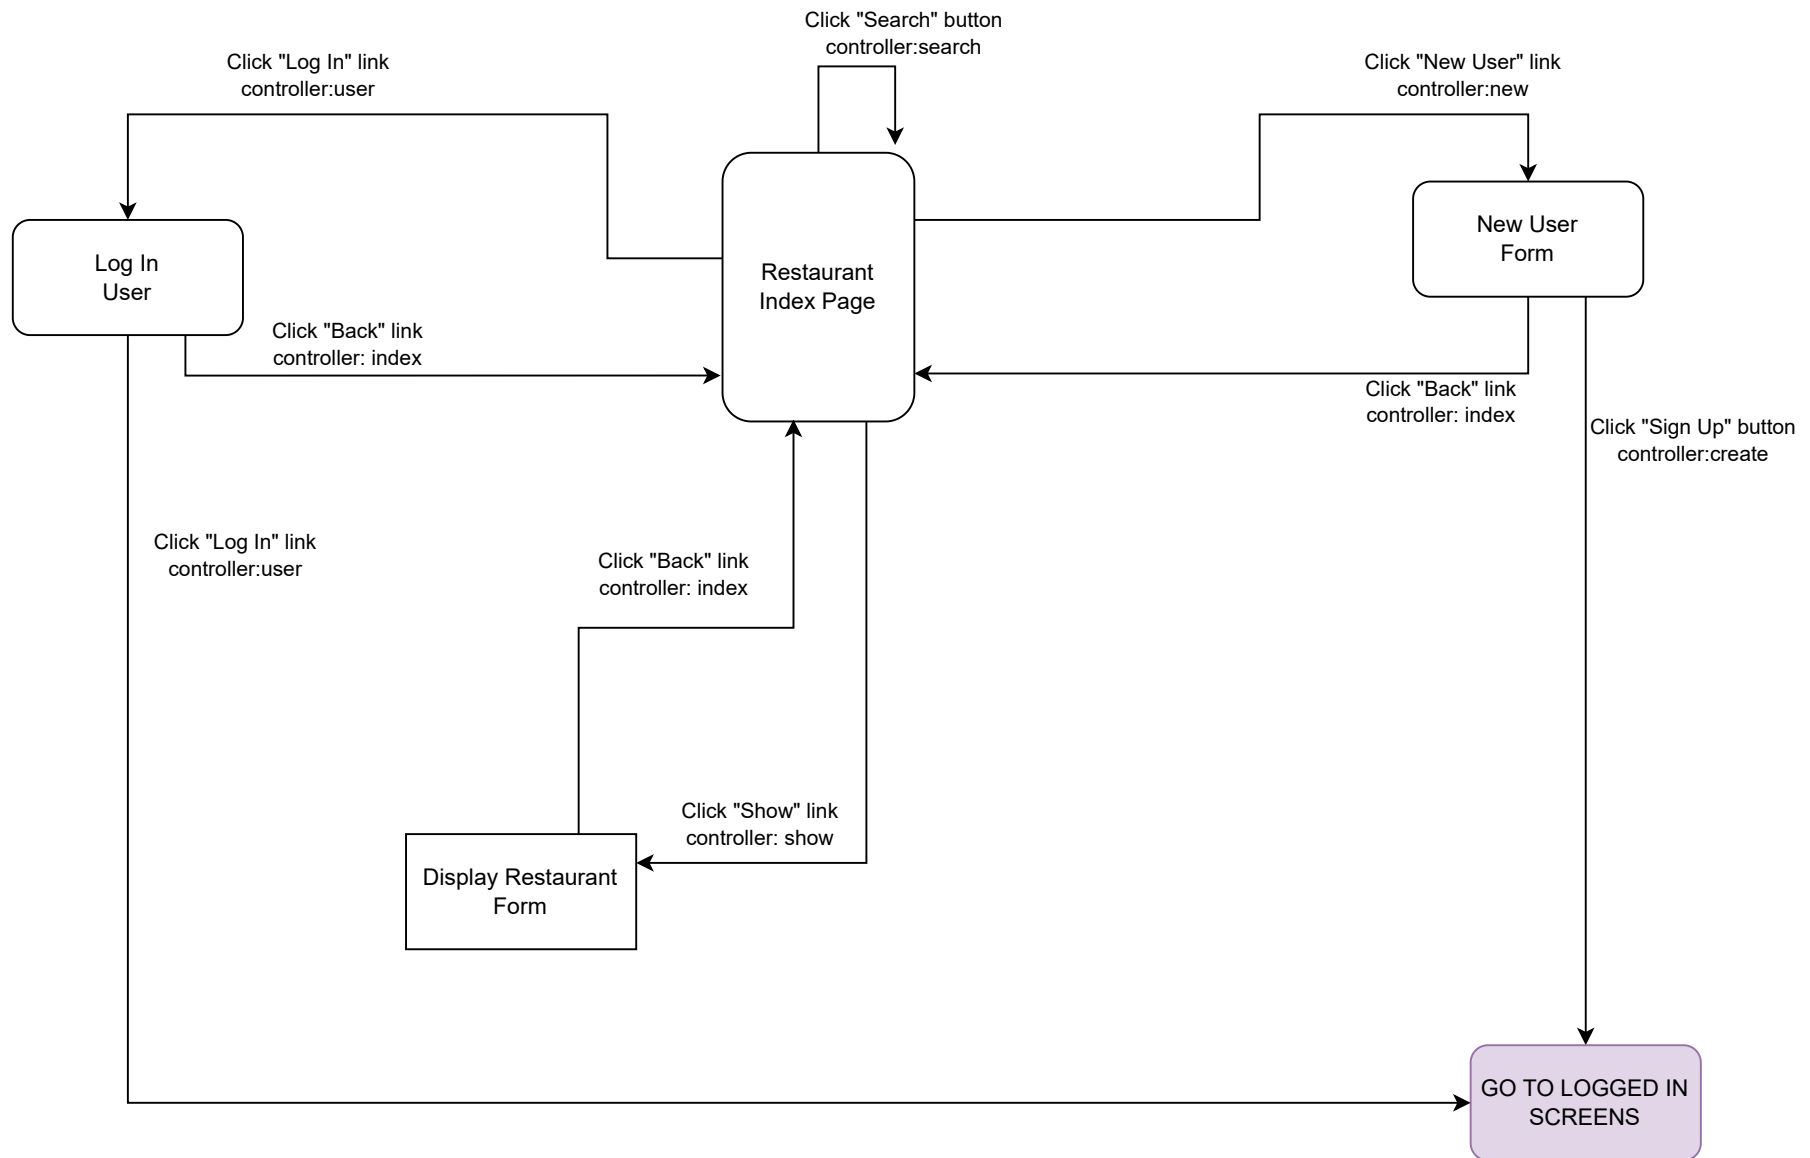 Click "Search" button
controller:search
Click "Log In" link
controller:user
Click "New User" link
controller:new
Log In
User
Restaurant
Index Page
New User
Form
Click "Back" link
controller: index
Click "Back" link
controller: index
Click "Sign Up" button
controller:create
Click "Log In" link
controller:user
Click "Back" link
controller: index
Click "Show" link
controller: show
Display Restaurant
Form
GO TO LOGGED IN
SCREENS